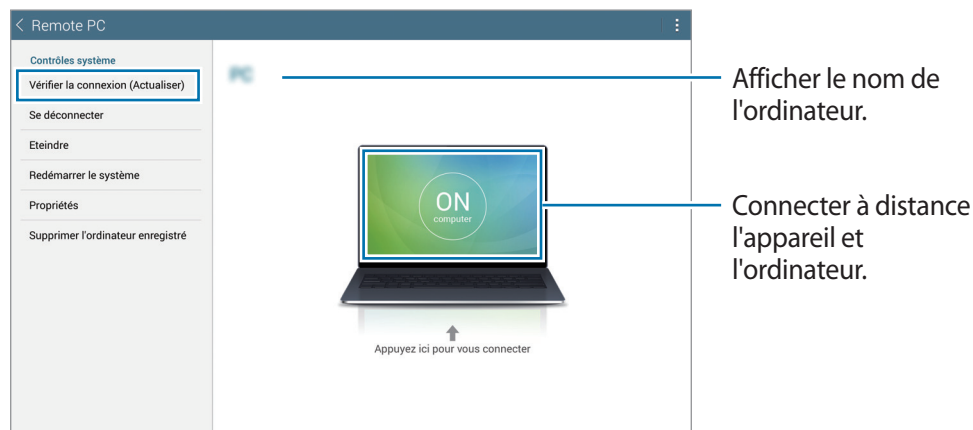 Remote PC
Contrôles système
Vérifier la connexion (Actualiser)
Se déconnecter
Eteindre
Redémarrer le système
Propriétés
Supprimer l'ordinateur enregistré
PC
ON
computer
Appuyez ici pour vous connecter
Afficher le nom de
l'ordinateur.
Connecter à distance
l'appareil et
l'ordinateur.